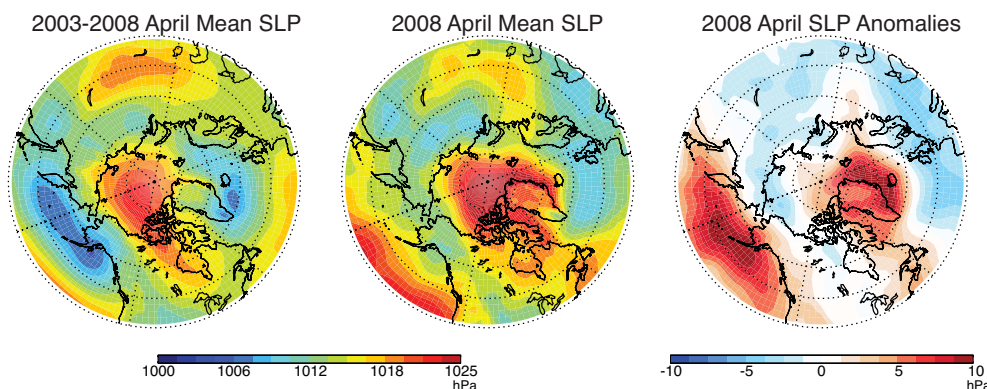 2003-2008 April Mean SLP
2008 April Mean SLP
2008 April SLP Anomalies
1000 1006 1012 1018 1025
hPa
-10 -5 0 5 10
hPa